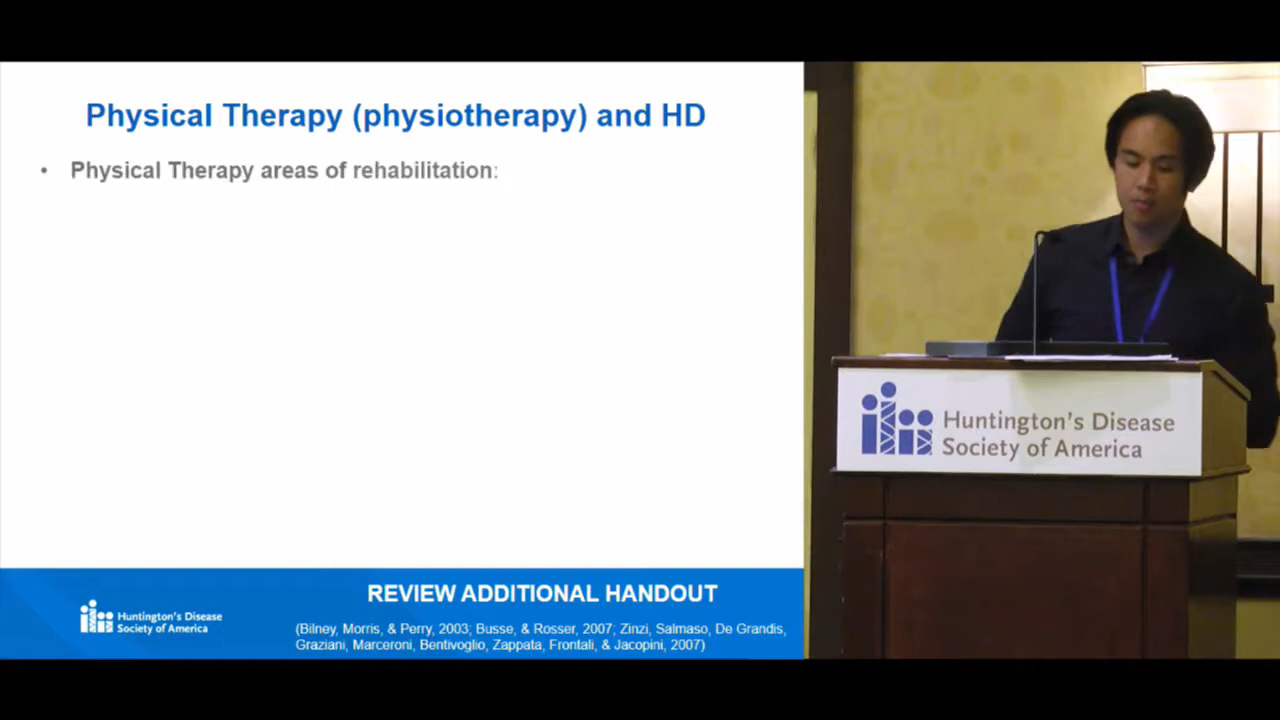 Physical Therapy (physiotherapy) and HD
• Physical Therapy areas of rehabilitation:
Huntington's Disease
Society of America
REVIEW ADDITIONAL HANDOUT
(Bilney, Morris, & Perry, 2003; Busse, & Rosser, 2007; Zinzi, Salmaso, De Grandis,
Graziani, Marceroni, Bentivoglio, Zappata, Frontali, & Jacopini, 2007)
Huntington's Disease
Society of America